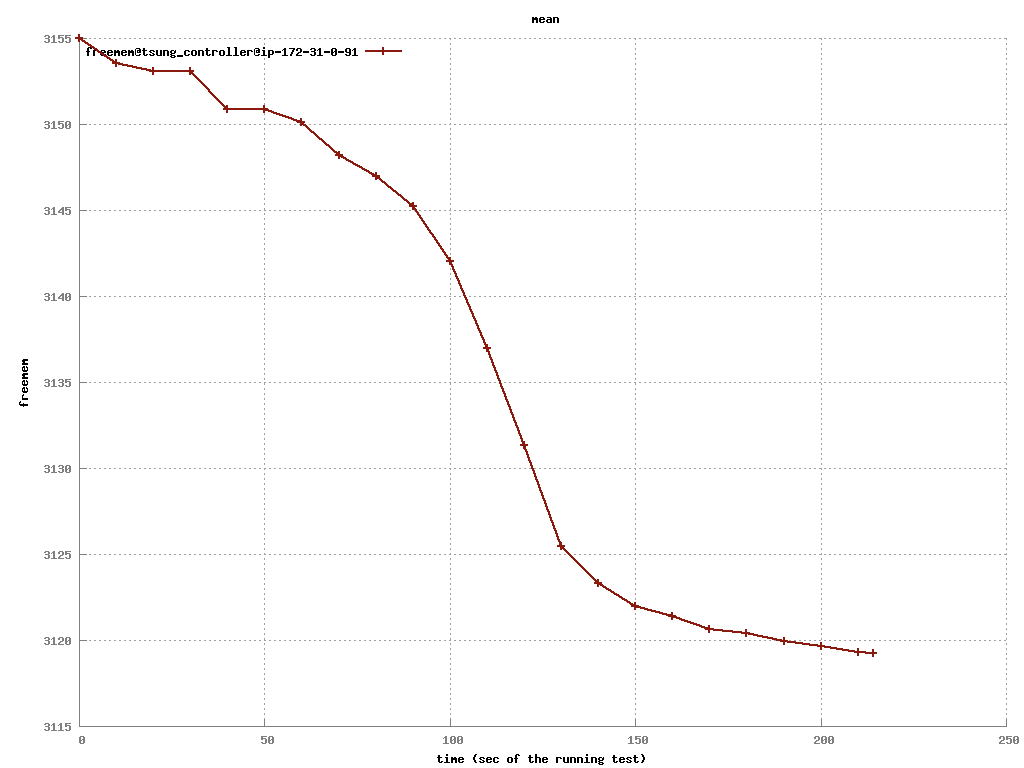 mean
3155
freemem@tsung_controller@ip-172-31-0-91
3150
3145
3140
freemem
3135
3130
3125
3120
3115
0 50 100 150 200 250
time (sec of the running test)